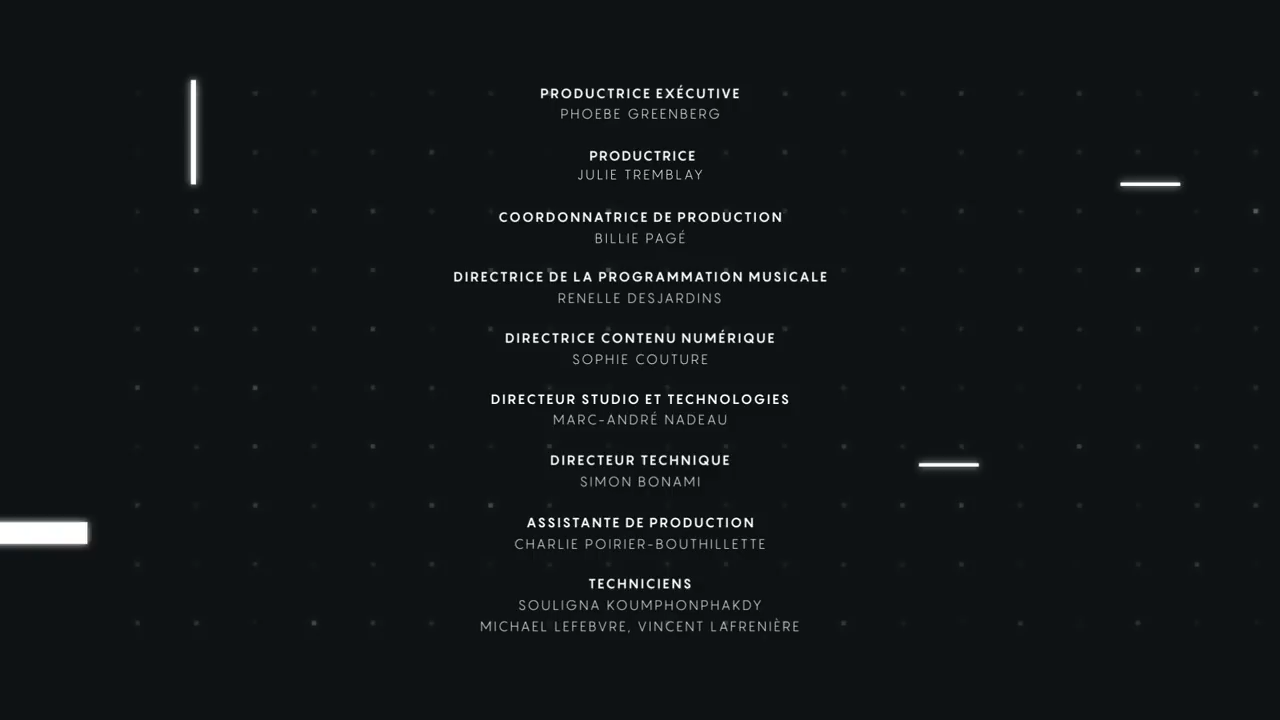 PRODUCTRICE EXÉCUTIVE
PHOEBE GREENBERG
PRODUCTRICE
JULIE TREMBLAY
COORDONNATRICE DE PRODUCTION
BILLIE PAGÉ
DIRECTRICE DE LA PROGRAMMATION MUSICALE
RENELLE DESJARDINS
DIRECTRICE CONTENU NUMÉRIQUE
SOPHIE COUTURE
DIRECTEUR STUDIO ET TECHNOLOGIES
MARC-ANDRÉ NADEAU
DIRECTEUR TECHNIQUE
SIMON BONAMI
ASSISTANTE DE PRODUCTION
CHARLIE POIRIER-BOUTHILLETTE
TECHNICIENS
SOULIGNA KOUMPHONPHAKDY
MICHAEL LEFEBVRE, VINCENT LAFRENIÈRE